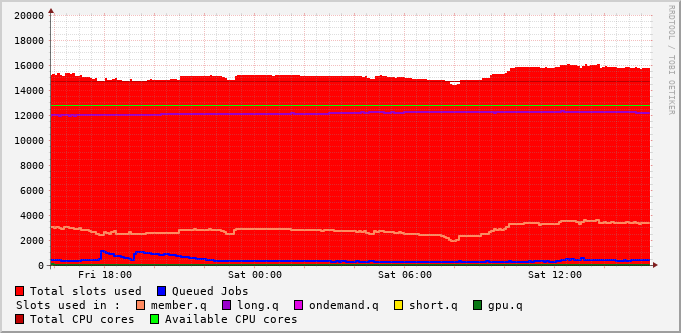 20000
18000
16000
14000
12000
10000
8000
6000
4000
2000
0
Fri 18:00 Sat 00:00 Sat 06:00 Sat 12:00
RRDTOOL / TOBI OETIKER
Total slots used Queued Jobs
Slots used in : member.q long.q ondemand.q short.q gpu.q
Total CPU cores Available CPU cores